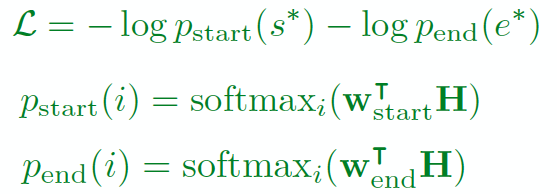 ℒ = − log p_start(s*) − log p_end(e*)
p_start(i) = softmax_i(𝐰_start^⊤ 𝐇)
p_end(i) = softmax_i(𝐰_end^⊤ 𝐇)